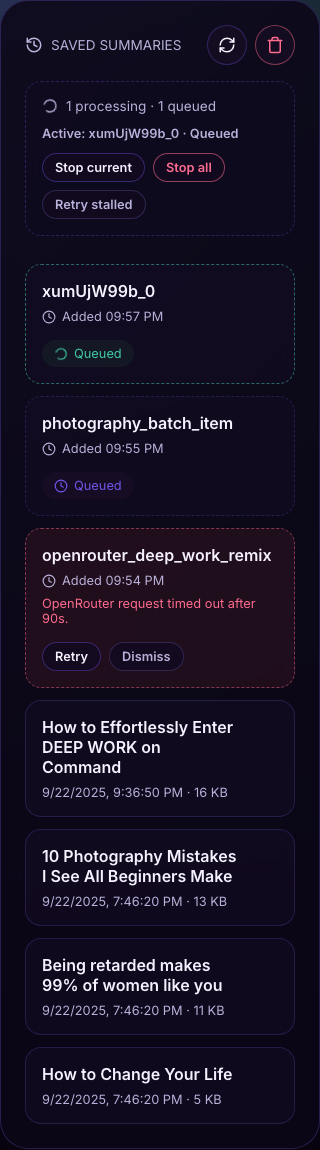 SAVED SUMMARIES
1 processing · 1 queued
Active: xumUjW99b_0 · Queued
Stop current
Stop all
Retry stalled
xumUjW99b_0
Added 09:57 PM
Queued
photography_batch_item
Added 09:55 PM
Queued
openrouter_deep_work_remix
Added 09:54 PM
OpenRouter request timed out after
90s.
Retry
Dismiss
How to Effortlessly Enter
DEEP WORK on
Command
9/22/2025, 9:36:50 PM · 16 KB
10 Photography Mistakes
I See All Beginners Make
9/22/2025, 7:46:20 PM · 13 KB
Being retarded makes
99% of women like you
9/22/2025, 7:46:20 PM · 11 KB
How to Change Your Life
9/22/2025, 7:46:20 PM · 5 KB